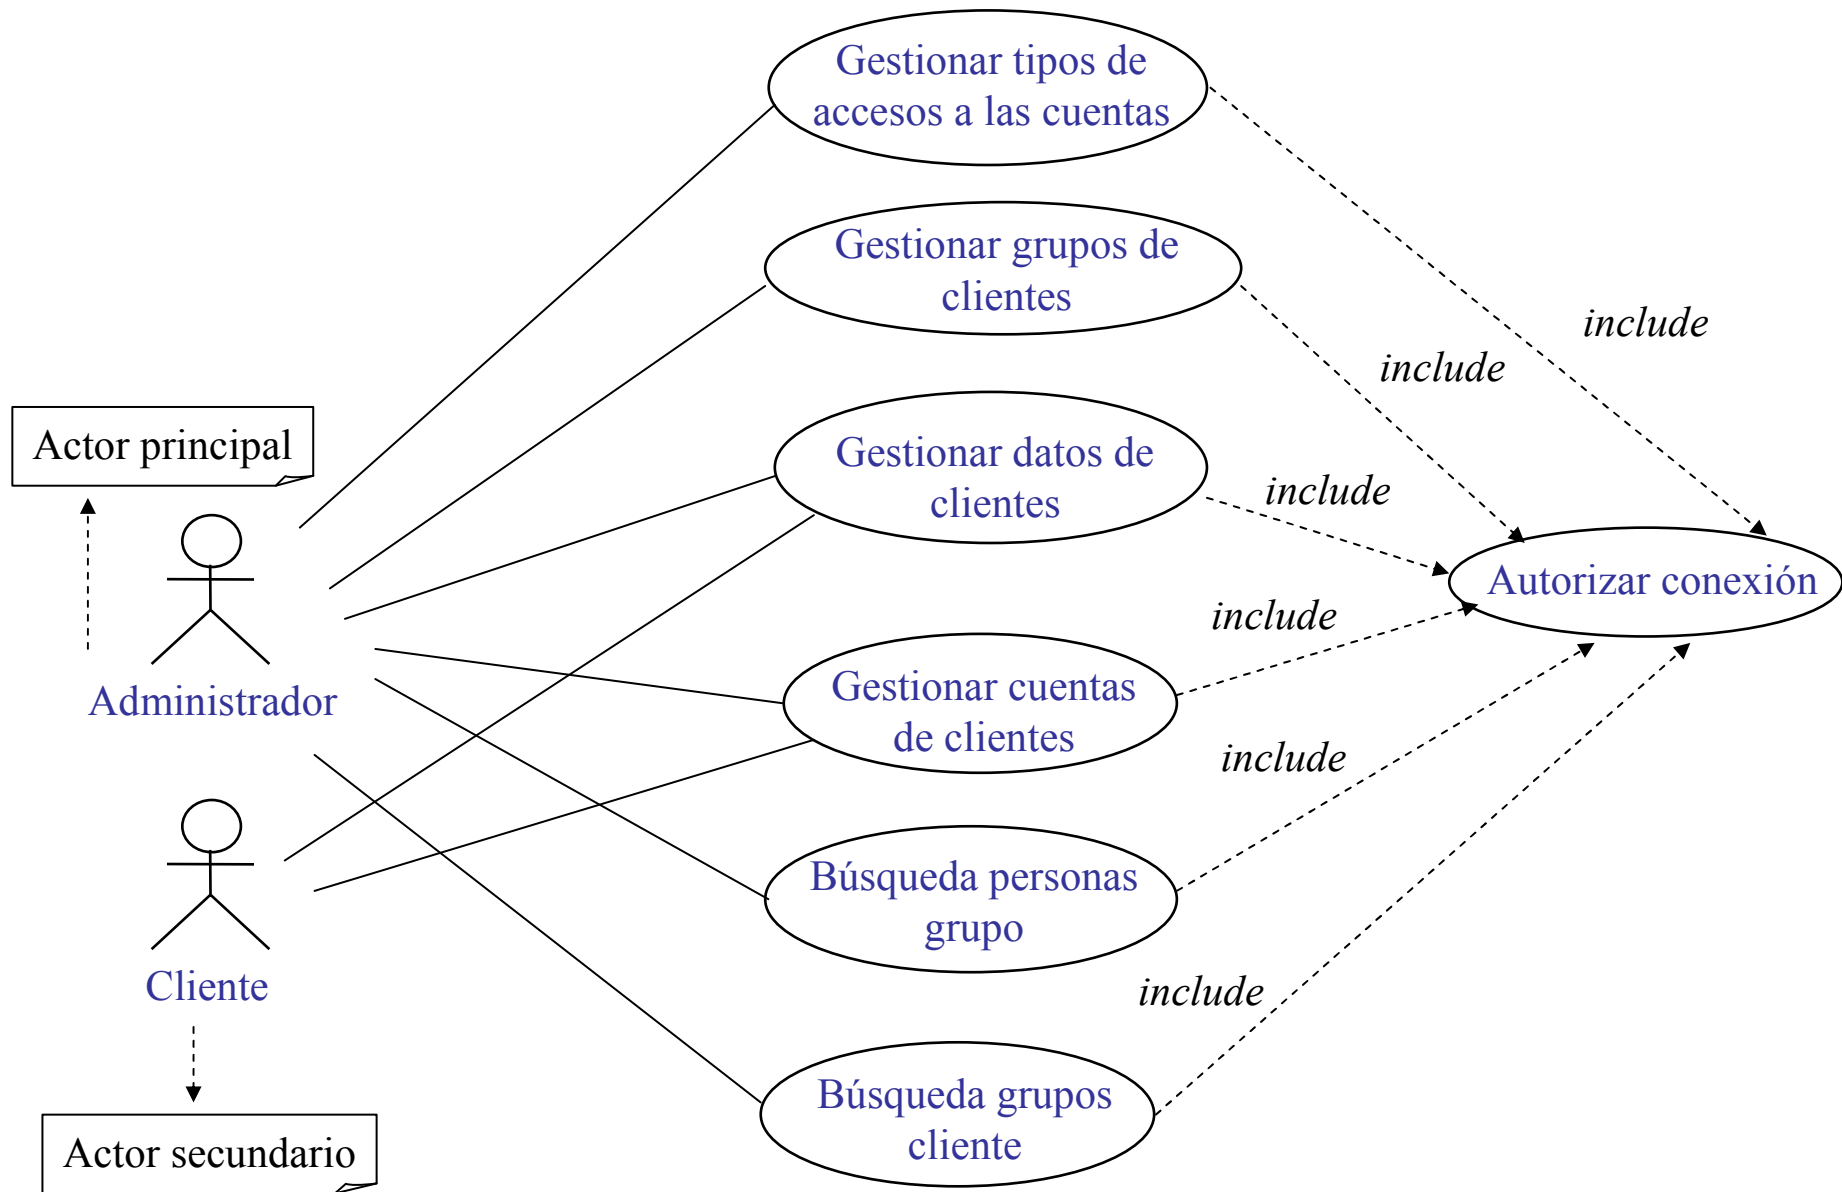 Gestionar tipos de
accesos a las cuentas
Gestionar grupos de
clientes
include
include
Actor principal
Gestionar datos de
clientes
include
Autorizar conexión
include
Administrador
Gestionar cuentas
de clientes
include
Búsqueda personas
grupo
Cliente
include
Búsqueda grupos
cliente
Actor secundario